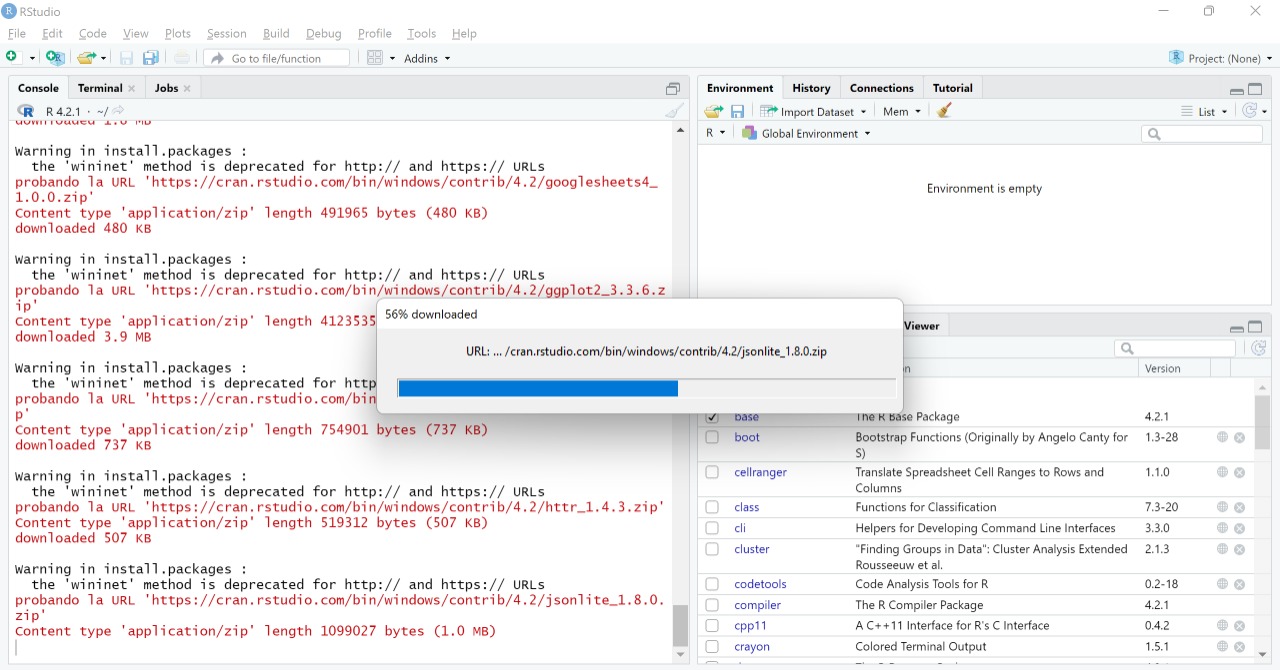 RStudio
File Edit Code View Plots Session Build Debug Profile Tools Help
Go to file/function Addins Project: (None)
Console Terminal Jobs
R 4.2.1 · ~/
downloaded 1.0 MB
Warning in install.packages :
the 'wininet' method is deprecated for http:// and https:// URLs
probando la URL 'https://cran.rstudio.com/bin/windows/contrib/4.2/googlesheets4_
1.0.0.zip'
Content type 'application/zip' length 491965 bytes (480 KB)
downloaded 480 KB
Warning in install.packages :
the 'wininet' method is deprecated for http:// and https:// URLs
probando la URL 'https://cran.rstudio.com/bin/windows/contrib/4.2/ggplot2_3.3.6.z
ip'
Content type 'application/zip' length 4123535
downloaded 3.9 MB
Warning in install.packages :
the 'wininet' method is deprecated for http
probando la URL 'https://cran.rstudio.com/bin
p'
Content type 'application/zip' length 754901 bytes (737 KB)
downloaded 737 KB
Warning in install.packages :
the 'wininet' method is deprecated for http:// and https:// URLs
probando la URL 'https://cran.rstudio.com/bin/windows/contrib/4.2/httr_1.4.3.zip'
Content type 'application/zip' length 519312 bytes (507 KB)
downloaded 507 KB
Warning in install.packages :
the 'wininet' method is deprecated for http:// and https:// URLs
probando la URL 'https://cran.rstudio.com/bin/windows/contrib/4.2/jsonlite_1.8.0.
zip'
Content type 'application/zip' length 1099027 bytes (1.0 MB)
56% downloaded
URL: ... /cran.rstudio.com/bin/windows/contrib/4.2/jsonlite_1.8.0.zip
Environment History Connections Tutorial
Import Dataset Mem List
R Global Environment
Environment is empty
Viewer
Version
base The R Base Package 4.2.1
boot Bootstrap Functions (Originally by Angelo Canty for 1.3-28
S)
cellranger Translate Spreadsheet Cell Ranges to Rows and 1.1.0
Columns
class Functions for Classification 7.3-20
cli Helpers for Developing Command Line Interfaces 3.3.0
cluster "Finding Groups in Data": Cluster Analysis Extended 2.1.3
Rousseeuw et al.
codetools Code Analysis Tools for R 0.2-18
compiler The R Compiler Package 4.2.1
cpp11 A C++11 Interface for R's C Interface 0.4.2
crayon Colored Terminal Output 1.5.1